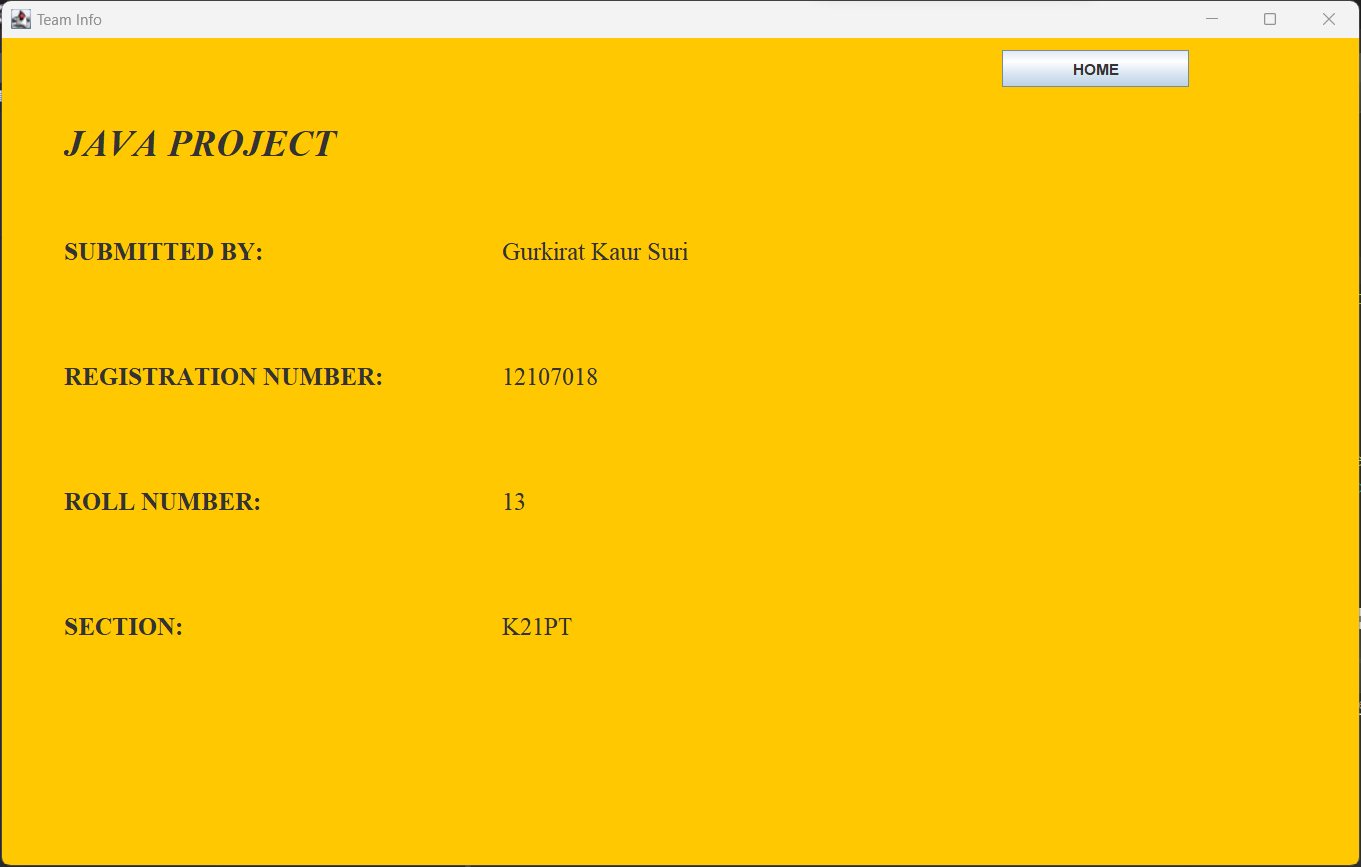 Team Info
HOME
JAVA PROJECT
SUBMITTED BY: Gurkirat Kaur Suri
REGISTRATION NUMBER: 12107018
ROLL NUMBER: 13
SECTION: K21PT